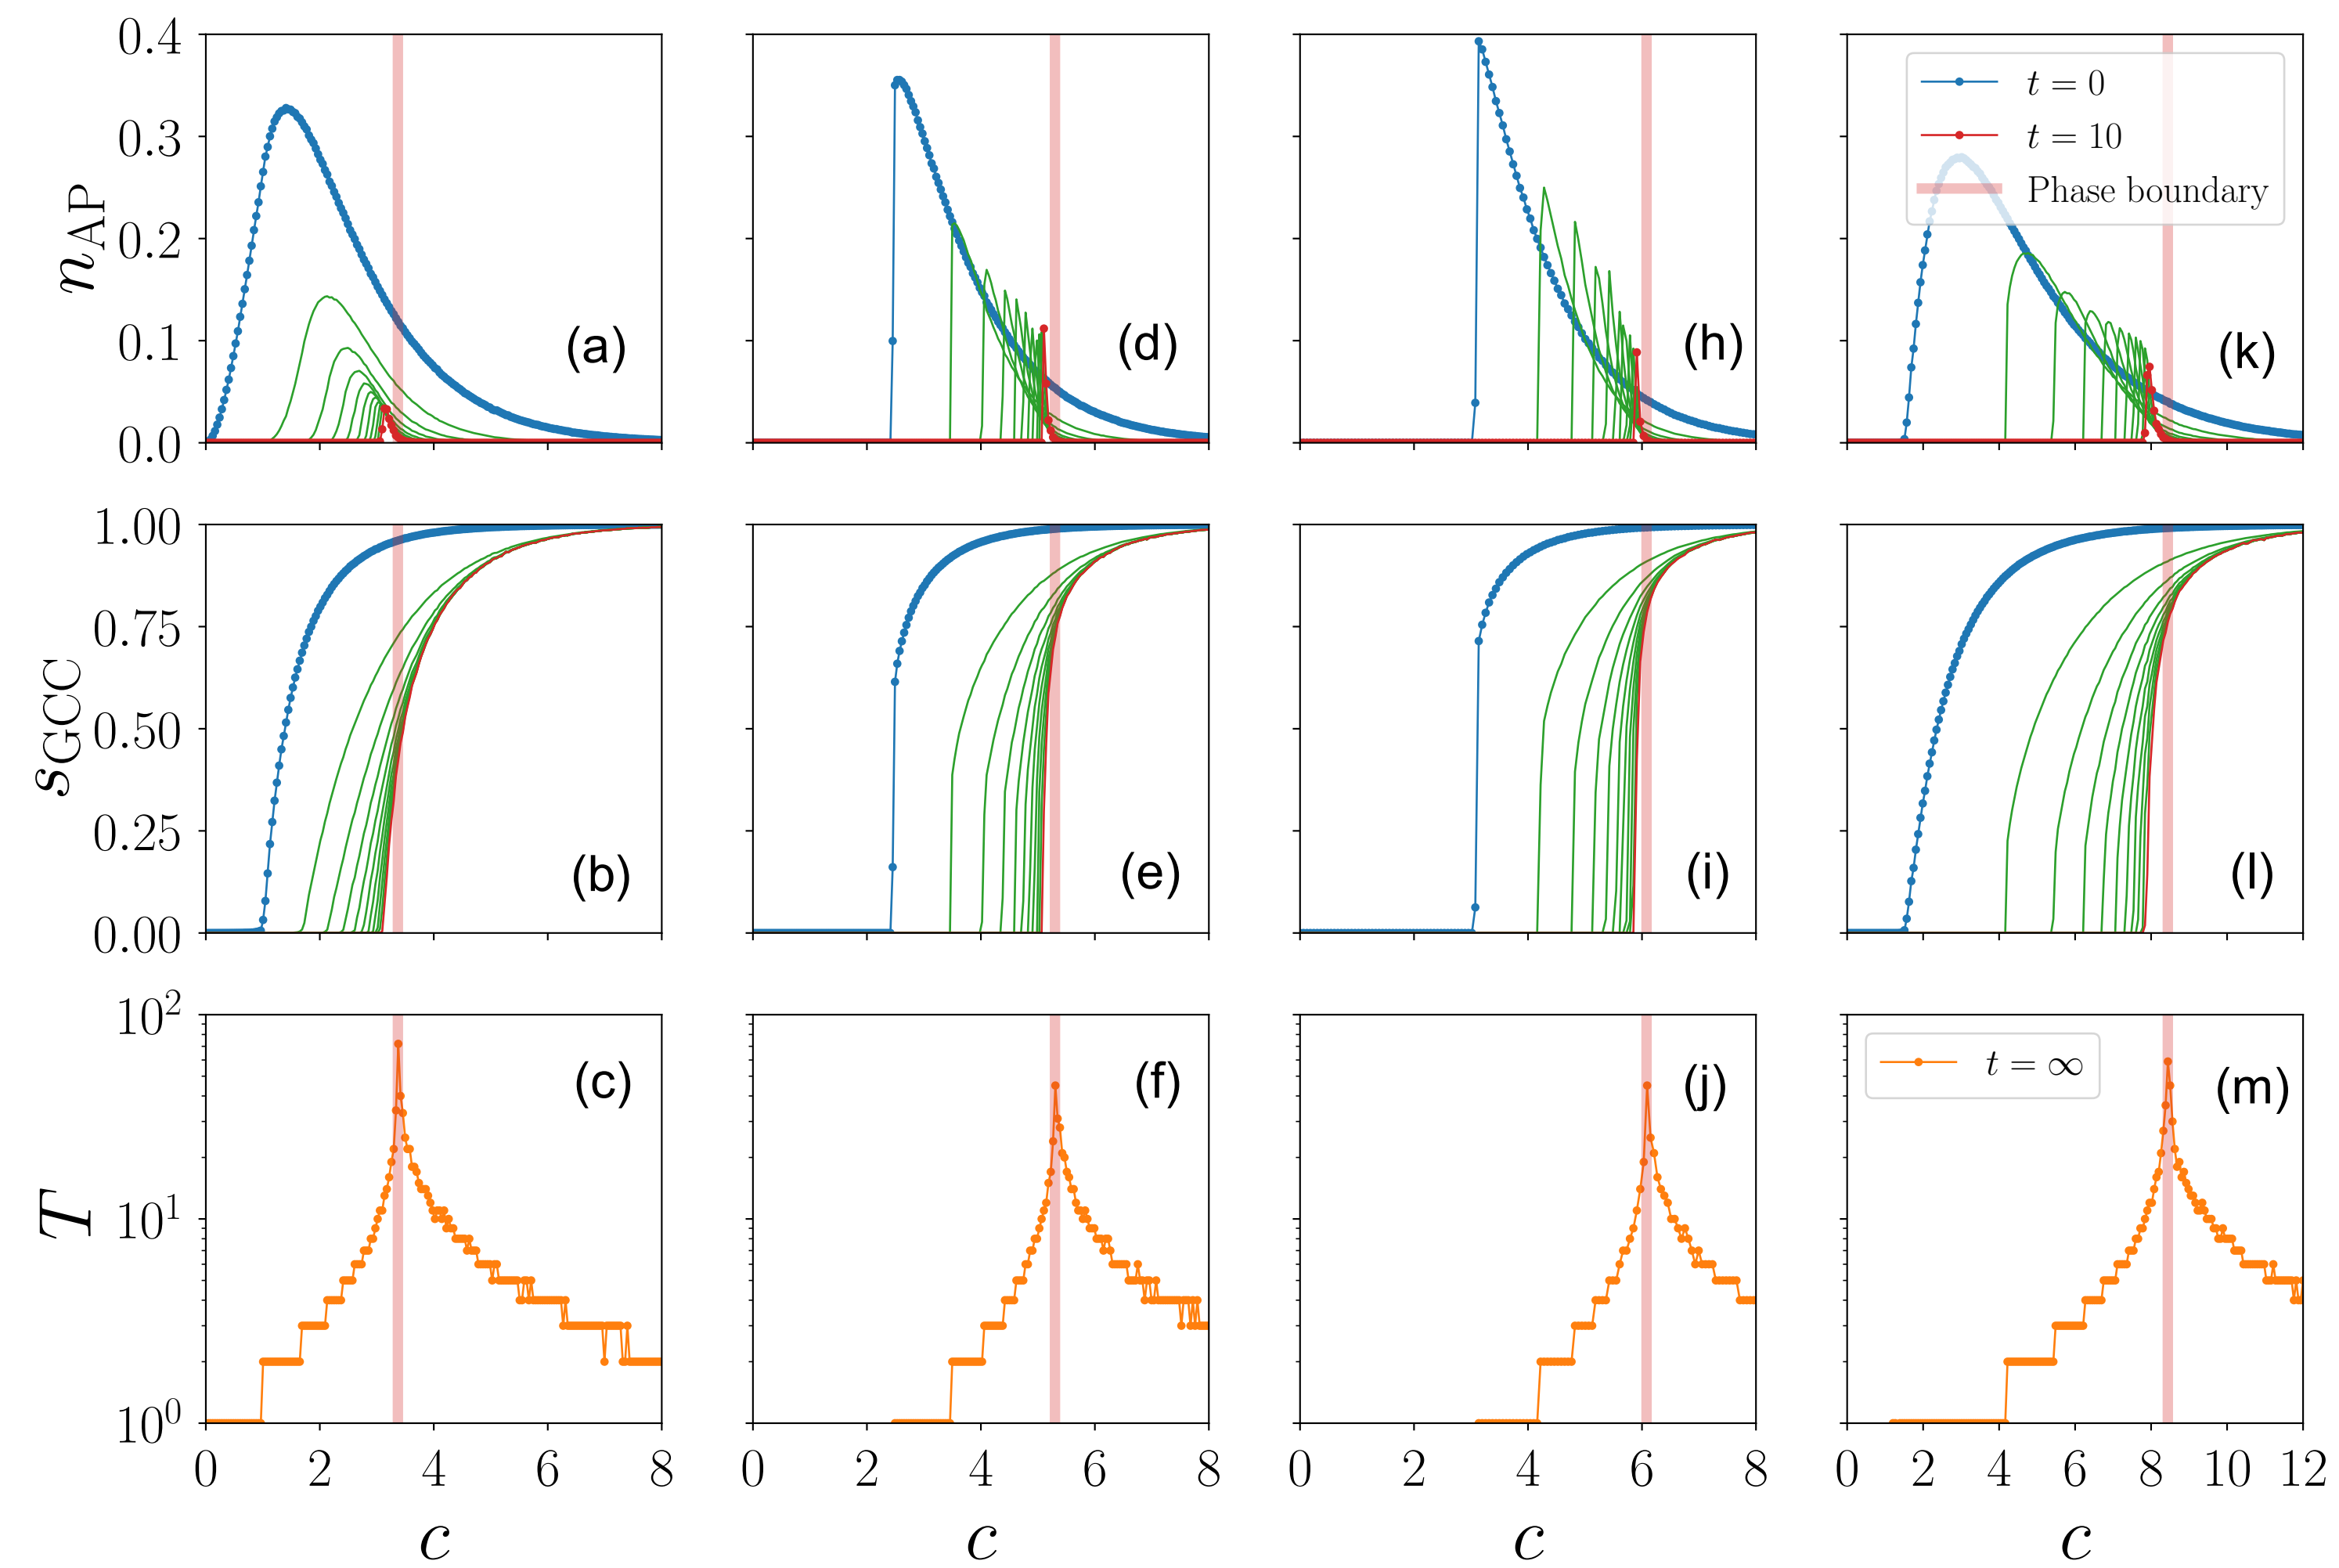 0.4
0.3
0.2
0.1
0.0
n_AP
(a)
(d)
(h)
(k)
t = 0
t = 10
Phase boundary
1.00
0.75
0.50
0.25
0.00
s_GCC
(b)
(e)
(i)
(l)
10^2
10^1
10^0
T
(c)
(f)
(j)
(m)
t = ∞
0 2 4 6 8
0 2 4 6 8
0 2 4 6 8
0 2 4 6 8 10 12
c
c
c
c